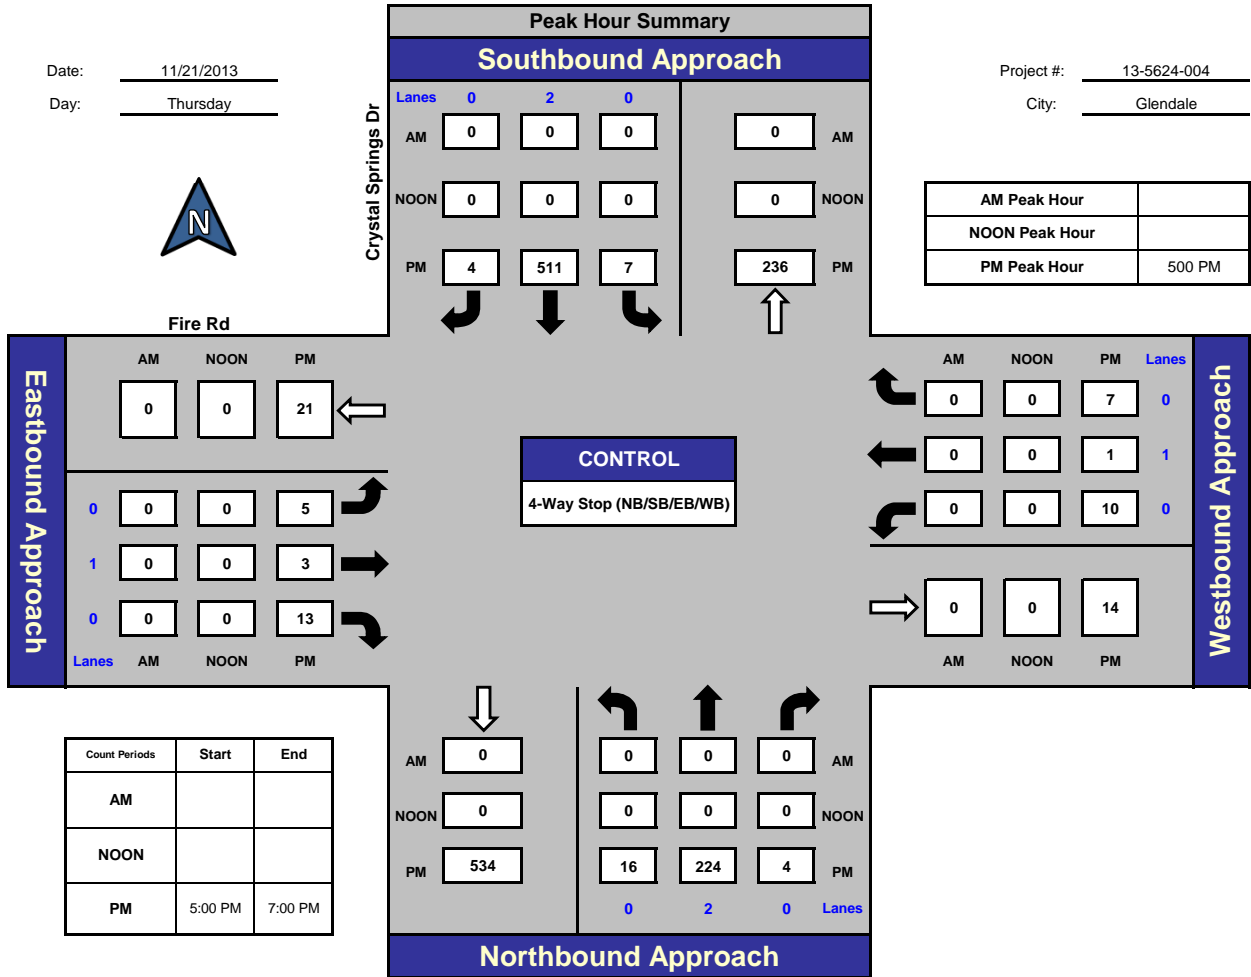 Peak Hour Summary
Southbound Approach
Date: 11/21/2013
Day: Thursday
Project #: 13-5624-004
City: Glendale
N
Crystal Springs Dr
Lanes 0 2 0
AM 0 0 0 0 AM
NOON 0 0 0 0 NOON
PM 4 511 7 236 PM
AM Peak Hour
NOON Peak Hour
PM Peak Hour 500 PM
Fire Rd
Eastbound Approach
AM NOON PM
0 0 21
0 0 0 5
1 0 0 3
0 0 0 13
Lanes AM NOON PM
CONTROL
4-Way Stop (NB/SB/EB/WB)
AM NOON PM Lanes
0 0 7 0
0 0 1 1
0 0 10 0
0 0 14
AM NOON PM
Westbound Approach
Count Periods Start End
AM
NOON
PM 5:00 PM 7:00 PM
AM 0 0 0 0 AM
NOON 0 0 0 0 NOON
PM 534 16 224 4 PM
0 2 0 Lanes
Northbound Approach